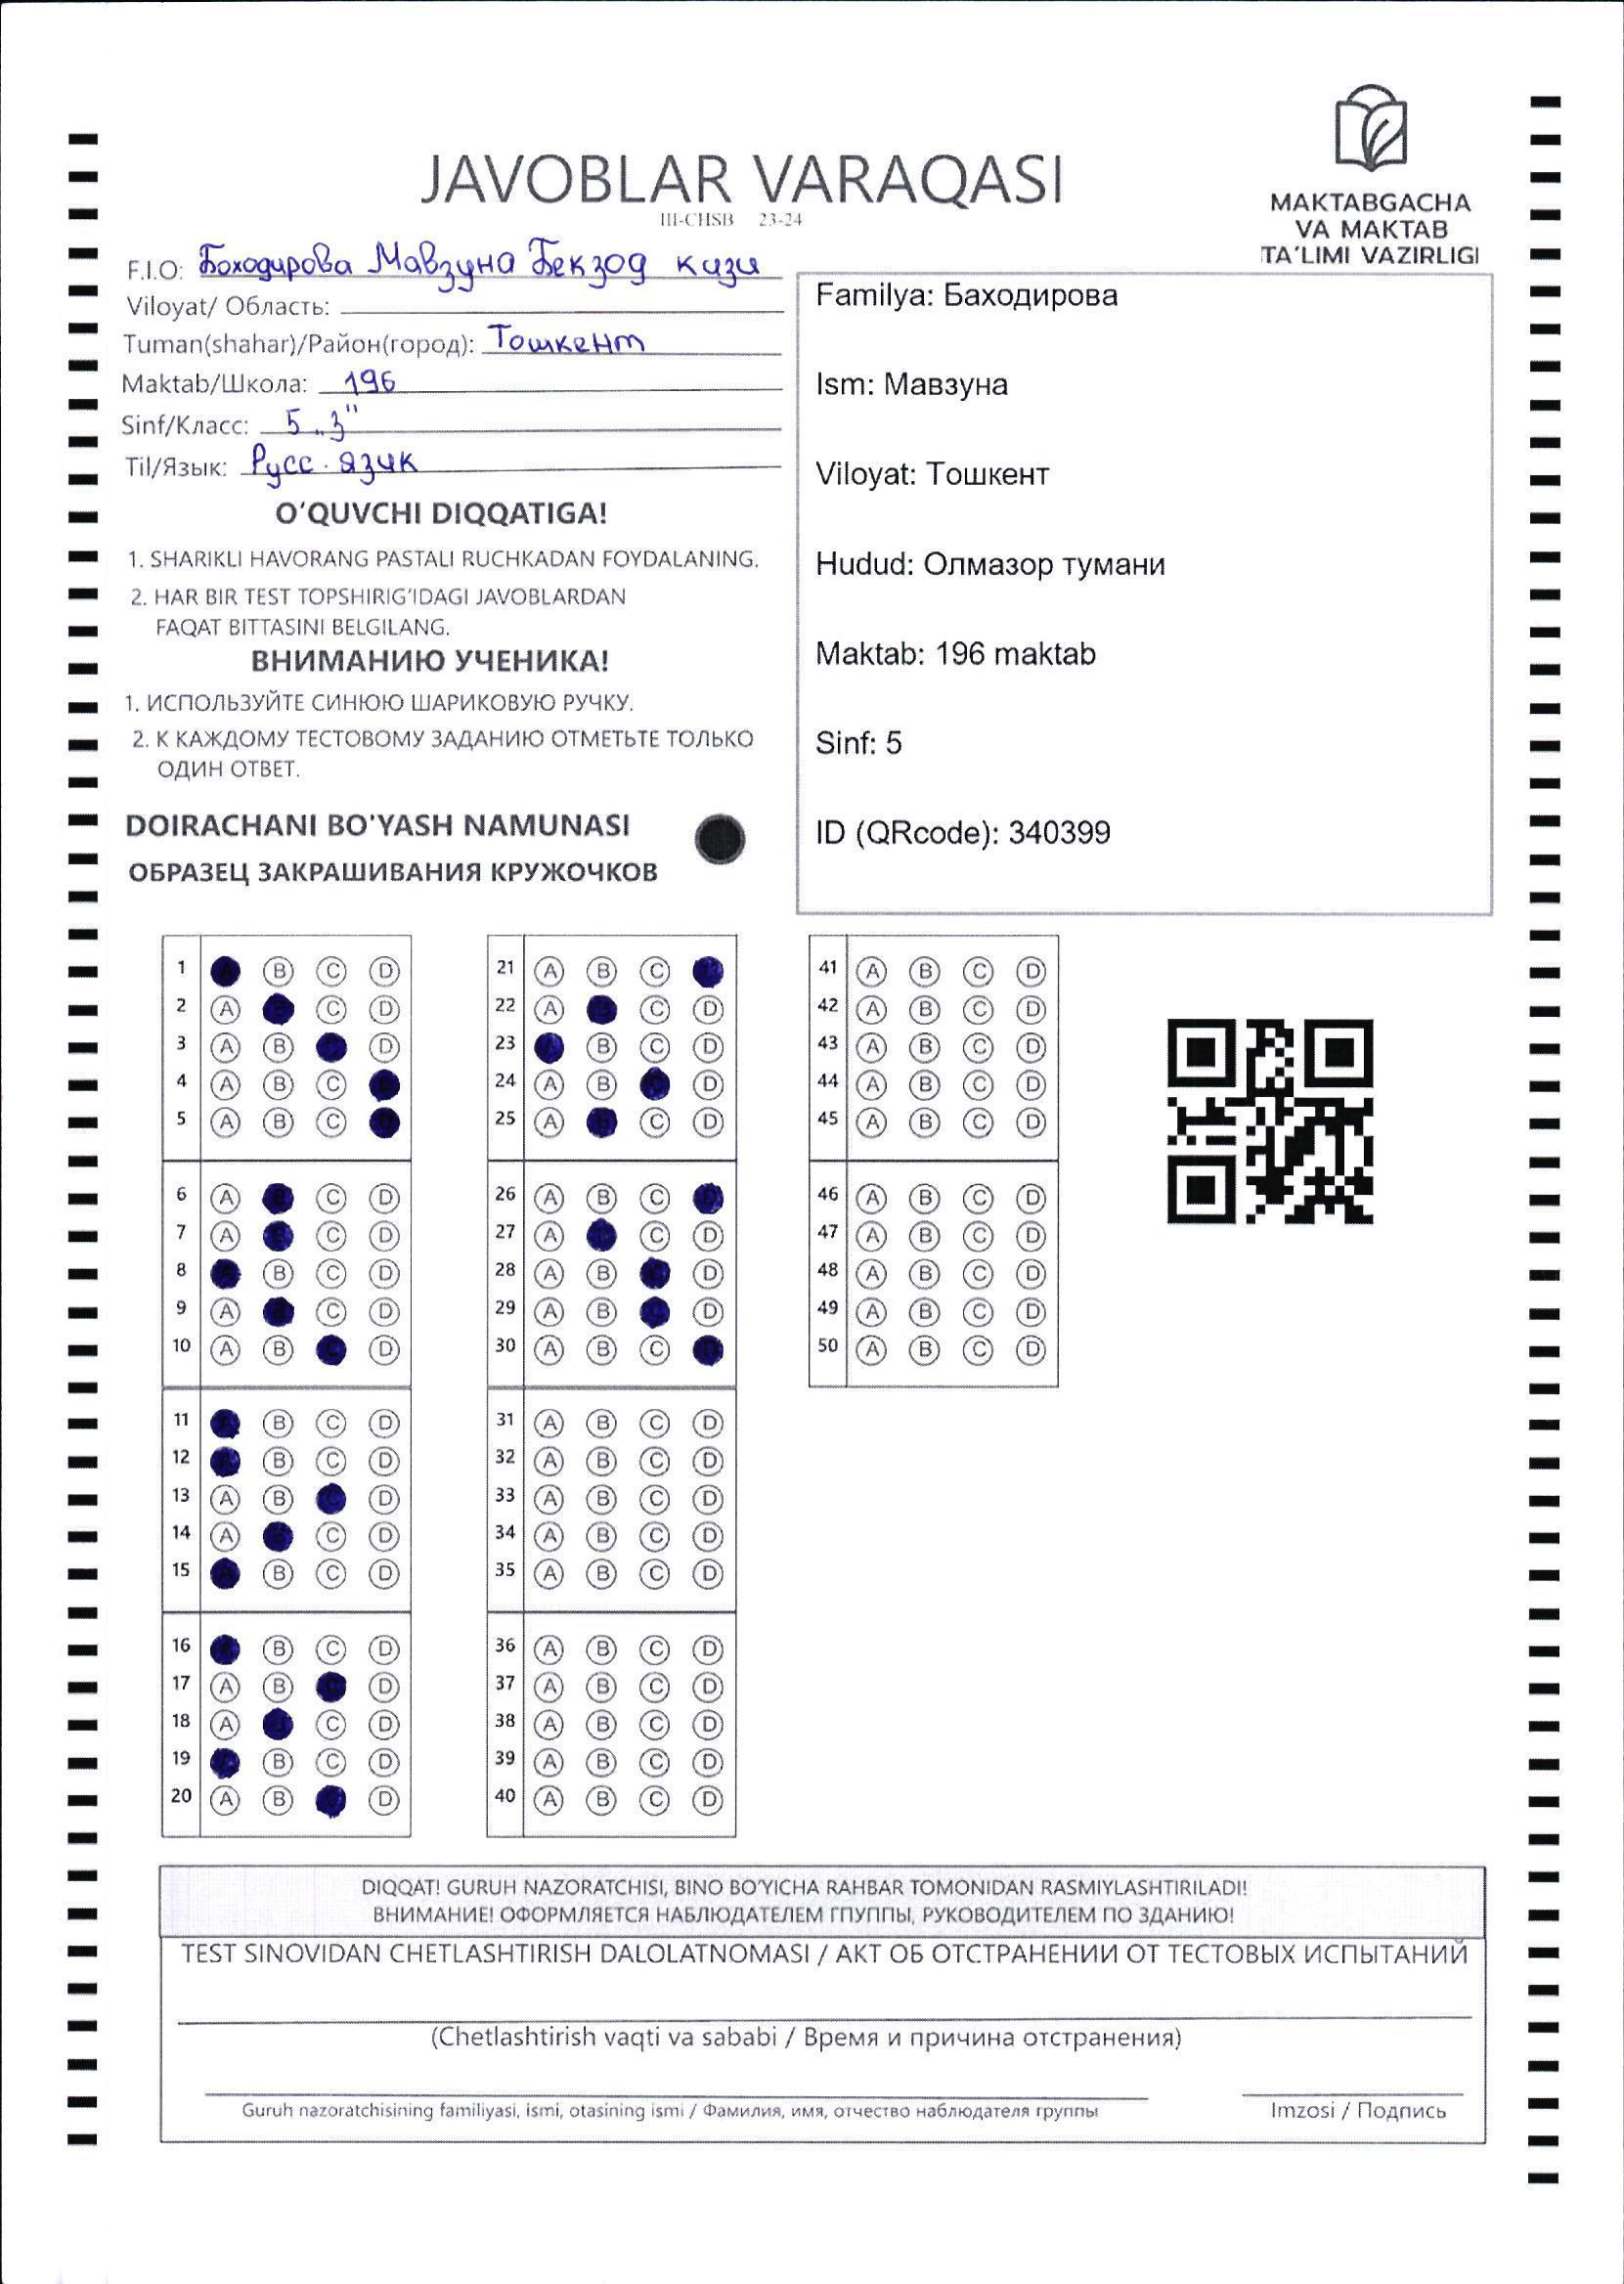 JAVOBLAR VARAQASI
III-CHSB 23-24
MAKTABGACHA
VA MAKTAB
TA'LIMI VAZIRLIGI
F.I.O: Боходирова Мавзуна Бекзод кизи
Viloyat/ Область:
Tuman(shahar)/Район(город): Тошкент
Maktab/Школа: 196
Sinf/Класс: 5 „З"
Til/Язык: Русс. язик
O'QUVCHI DIQQATIGA!
1. SHARIKLI HAVORANG PASTALI RUCHKADAN FOYDALANING.
2. HAR BIR TEST TOPSHIRIG'IDAGI JAVOBLARDAN
FAQAT BITTASINI BELGILANG.
ВНИМАНИЮ УЧЕНИКА!
1. ИСПОЛЬЗУЙТЕ СИНЮЮ ШАРИКОВУЮ РУЧКУ.
2. К КАЖДОМУ ТЕСТОВОМУ ЗАДАНИЮ ОТМЕТЬТЕ ТОЛЬКО
ОДИН ОТВЕТ.
DOIRACHANI BO'YASH NAMUNASI
ОБРАЗЕЦ ЗАКРАШИВАНИЯ КРУЖОЧКОВ
Familya: Баходирова
Ism: Мавзуна
Viloyat: Тошкент
Hudud: Олмазор тумани
Maktab: 196 maktab
Sinf: 5
ID (QRcode): 340399
1 A B C D
2 A B C D
3 A B C D
4 A B C D
5 A B C D
6 A B C D
7 A B C D
8 A B C D
9 A B C D
10 A B C D
11 A B C D
12 A B C D
13 A B C D
14 A B C D
15 A B C D
16 A B C D
17 A B C D
18 A B C D
19 A B C D
20 A B C D
21 A B C D
22 A B C D
23 A B C D
24 A B C D
25 A B C D
26 A B C D
27 A B C D
28 A B C D
29 A B C D
30 A B C D
31 A B C D
32 A B C D
33 A B C D
34 A B C D
35 A B C D
36 A B C D
37 A B C D
38 A B C D
39 A B C D
40 A B C D
41 A B C D
42 A B C D
43 A B C D
44 A B C D
45 A B C D
46 A B C D
47 A B C D
48 A B C D
49 A B C D
50 A B C D
DIQQAT! GURUH NAZORATCHISI, BINO BO'YICHA RAHBAR TOMONIDAN RASMIYLASHTIRILADI!
ВНИМАНИЕ! ОФОРМЛЯЕТСЯ НАБЛЮДАТЕЛЕМ ГПУППЫ, РУКОВОДИТЕЛЕМ ПО ЗДАНИЮ!
TEST SINOVIDAN CHETLASHTIRISH DALOLATNOMASI / АКТ ОБ ОТСТРАНЕНИИ ОТ ТЕСТОВЫХ ИСПЫТАНИЙ
(Chetlashtirish vaqti va sababi / Время и причина отстранения)
Guruh nazoratchisining familiyasi, ismi, otasining ismi / Фамилия, имя, отчество наблюдателя группы
Imzosi / Подпись